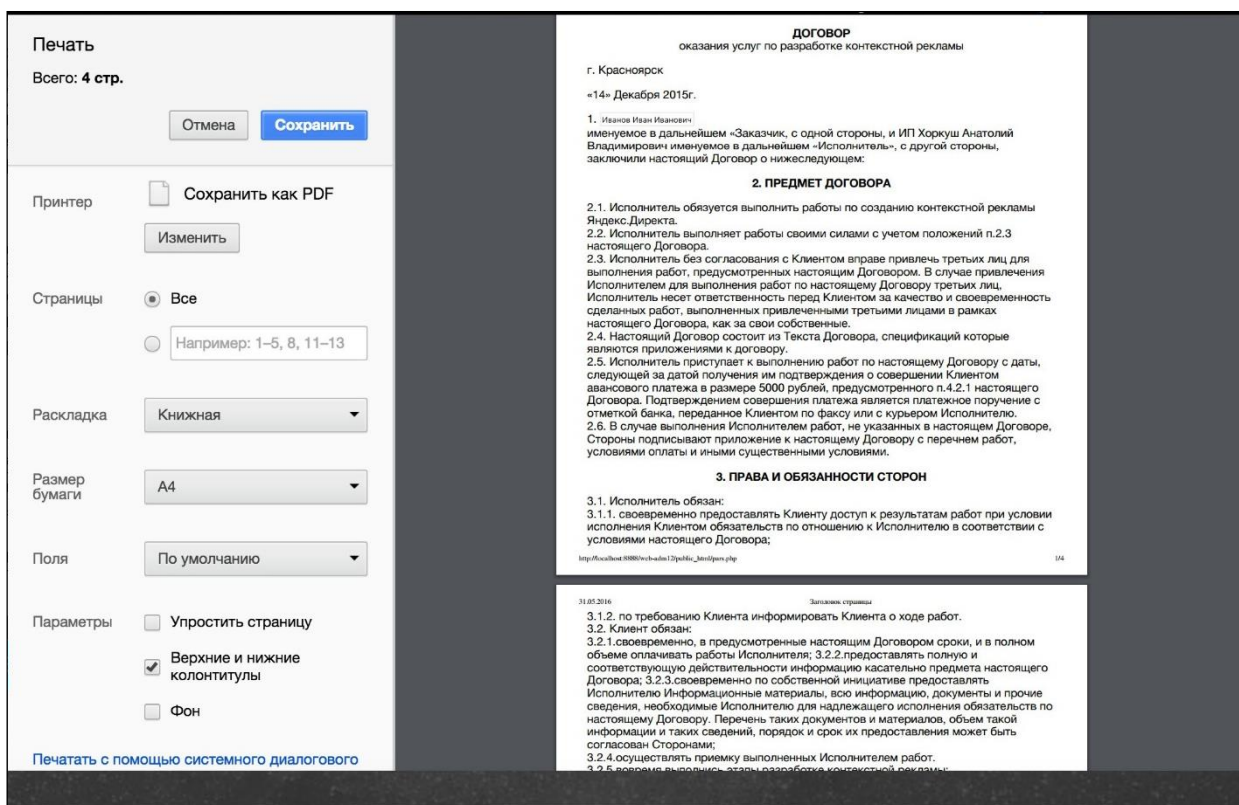 Печать
Всего: 4 стр.
Отмена
Сохранить
Принтер
Сохранить как PDF
Изменить
Страницы
Все
Например: 1–5, 8, 11–13
Раскладка
Книжная
Размер
бумаги
A4
Поля
По умолчанию
Параметры
Упростить страницу
Верхние и нижние
колонтитулы
Фон
Печатать с помощью системного диалогового
ДОГОВОР
оказания услуг по разработке контекстной рекламы
г. Красноярск
«14» Декабря 2015г.
1. Иванов Иван Иванович
именуемое в дальнейшем «Заказчик, с одной стороны, и ИП Хоркуш Анатолий
Владимирович именуемое в дальнейшем «Исполнитель», с другой стороны,
заключили настоящий Договор о нижеследующем:
2. ПРЕДМЕТ ДОГОВОРА
2.1. Исполнитель обязуется выполнить работы по созданию контекстной рекламы
Яндекс.Директа.
2.2. Исполнитель выполняет работы своими силами с учетом положений п.2.3
настоящего Договора.
2.3. Исполнитель без согласования с Клиентом вправе привлечь третьих лиц для
выполнения работ, предусмотренных настоящим Договором. В случае привлечения
Исполнителем для выполнения работ по настоящему Договору третьих лиц,
Исполнитель несет ответственность перед Клиентом за качество и своевременность
сделанных работ, выполненных привлеченными третьими лицами в рамках
настоящего Договора, как за свои собственные.
2.4. Настоящий Договор состоит из Текста Договора, спецификаций которые
являются приложениями к договору.
2.5. Исполнитель приступает к выполнению работ по настоящему Договору с даты,
следующей за датой получения им подтверждения о совершении Клиентом
авансового платежа в размере 5000 рублей, предусмотренного п.4.2.1 настоящего
Договора. Подтверждением совершения платежа является платежное поручение с
отметкой банка, переданное Клиентом по факсу или с курьером Исполнителю.
2.6. В случае выполнения Исполнителем работ, не указанных в настоящем Договоре,
Стороны подписывают приложение к настоящему Договору с перечнем работ,
условиями оплаты и иными существенными условиями.
3. ПРАВА И ОБЯЗАННОСТИ СТОРОН
3.1. Исполнитель обязан:
3.1.1. своевременно предоставлять Клиенту доступ к результатам работ при условии
исполнения Клиентом обязательств по отношению к Исполнителю в соответствии с
условиями настоящего Договора;
http://localhost:8888/web-adm12/public_html/pars.php 1/4
31.05.2016 Заголовок страницы
3.1.2. по требованию Клиента информировать Клиента о ходе работ.
3.2. Клиент обязан:
3.2.1.своевременно, в предусмотренные настоящим Договором сроки, и в полном
объеме оплачивать работы Исполнителя; 3.2.2.предоставлять полную и
соответствующую действительности информацию касательно предмета настоящего
Договора; 3.2.3.своевременно по собственной инициативе предоставлять
Исполнителю Информационные материалы, всю информацию, документы и прочие
сведения, необходимые Исполнителю для надлежащего исполнения обязательств по
настоящему Договору. Перечень таких документов и материалов, объем такой
информации и таких сведений, порядок и срок их предоставления может быть
согласован Сторонами;
3.2.4.осуществлять приемку выполненных Исполнителем работ.